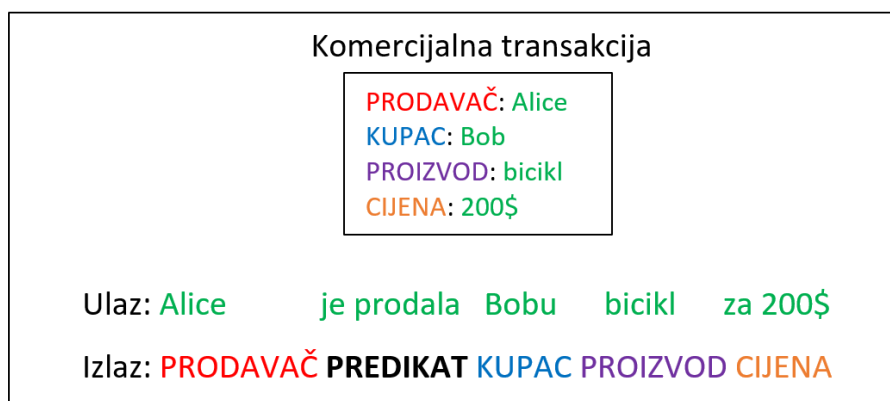 Komercijalna transakcija
PRODAVAČ: Alice
KUPAC: Bob
PROIZVOD: bicikl
CIJENA: 200$
Ulaz: Alice je prodala Bobu bicikl za 200$
Izlaz: PRODAVAČ PREDIKAT KUPAC PROIZVOD CIJENA